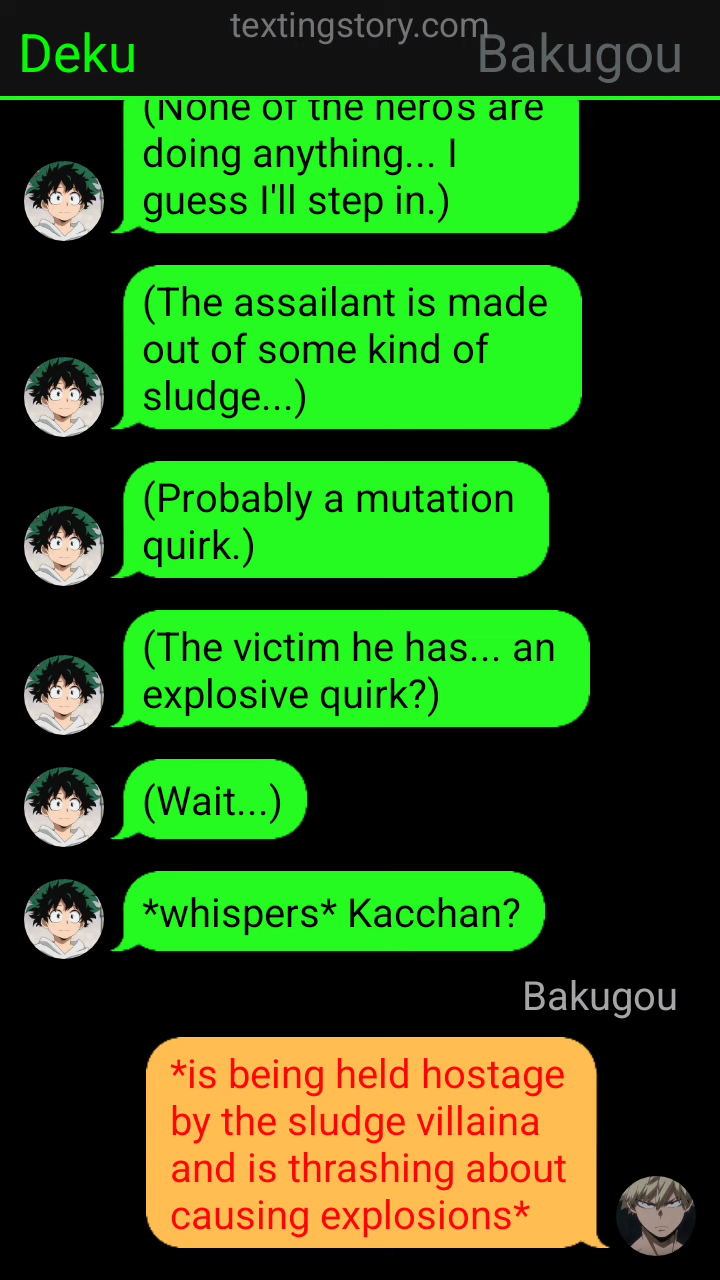 textingstory.com
Deku
Bakugou
(None of the hero's are
doing anything... I
guess I'll step in.)
(The assailant is made
out of some kind of
sludge...)
(Probably a mutation
quirk.)
(The victim he has... an
explosive quirk?)
(Wait...)
*whispers* Kacchan?
Bakugou
*is being held hostage
by the sludge villaina
and is thrashing about
causing explosions*